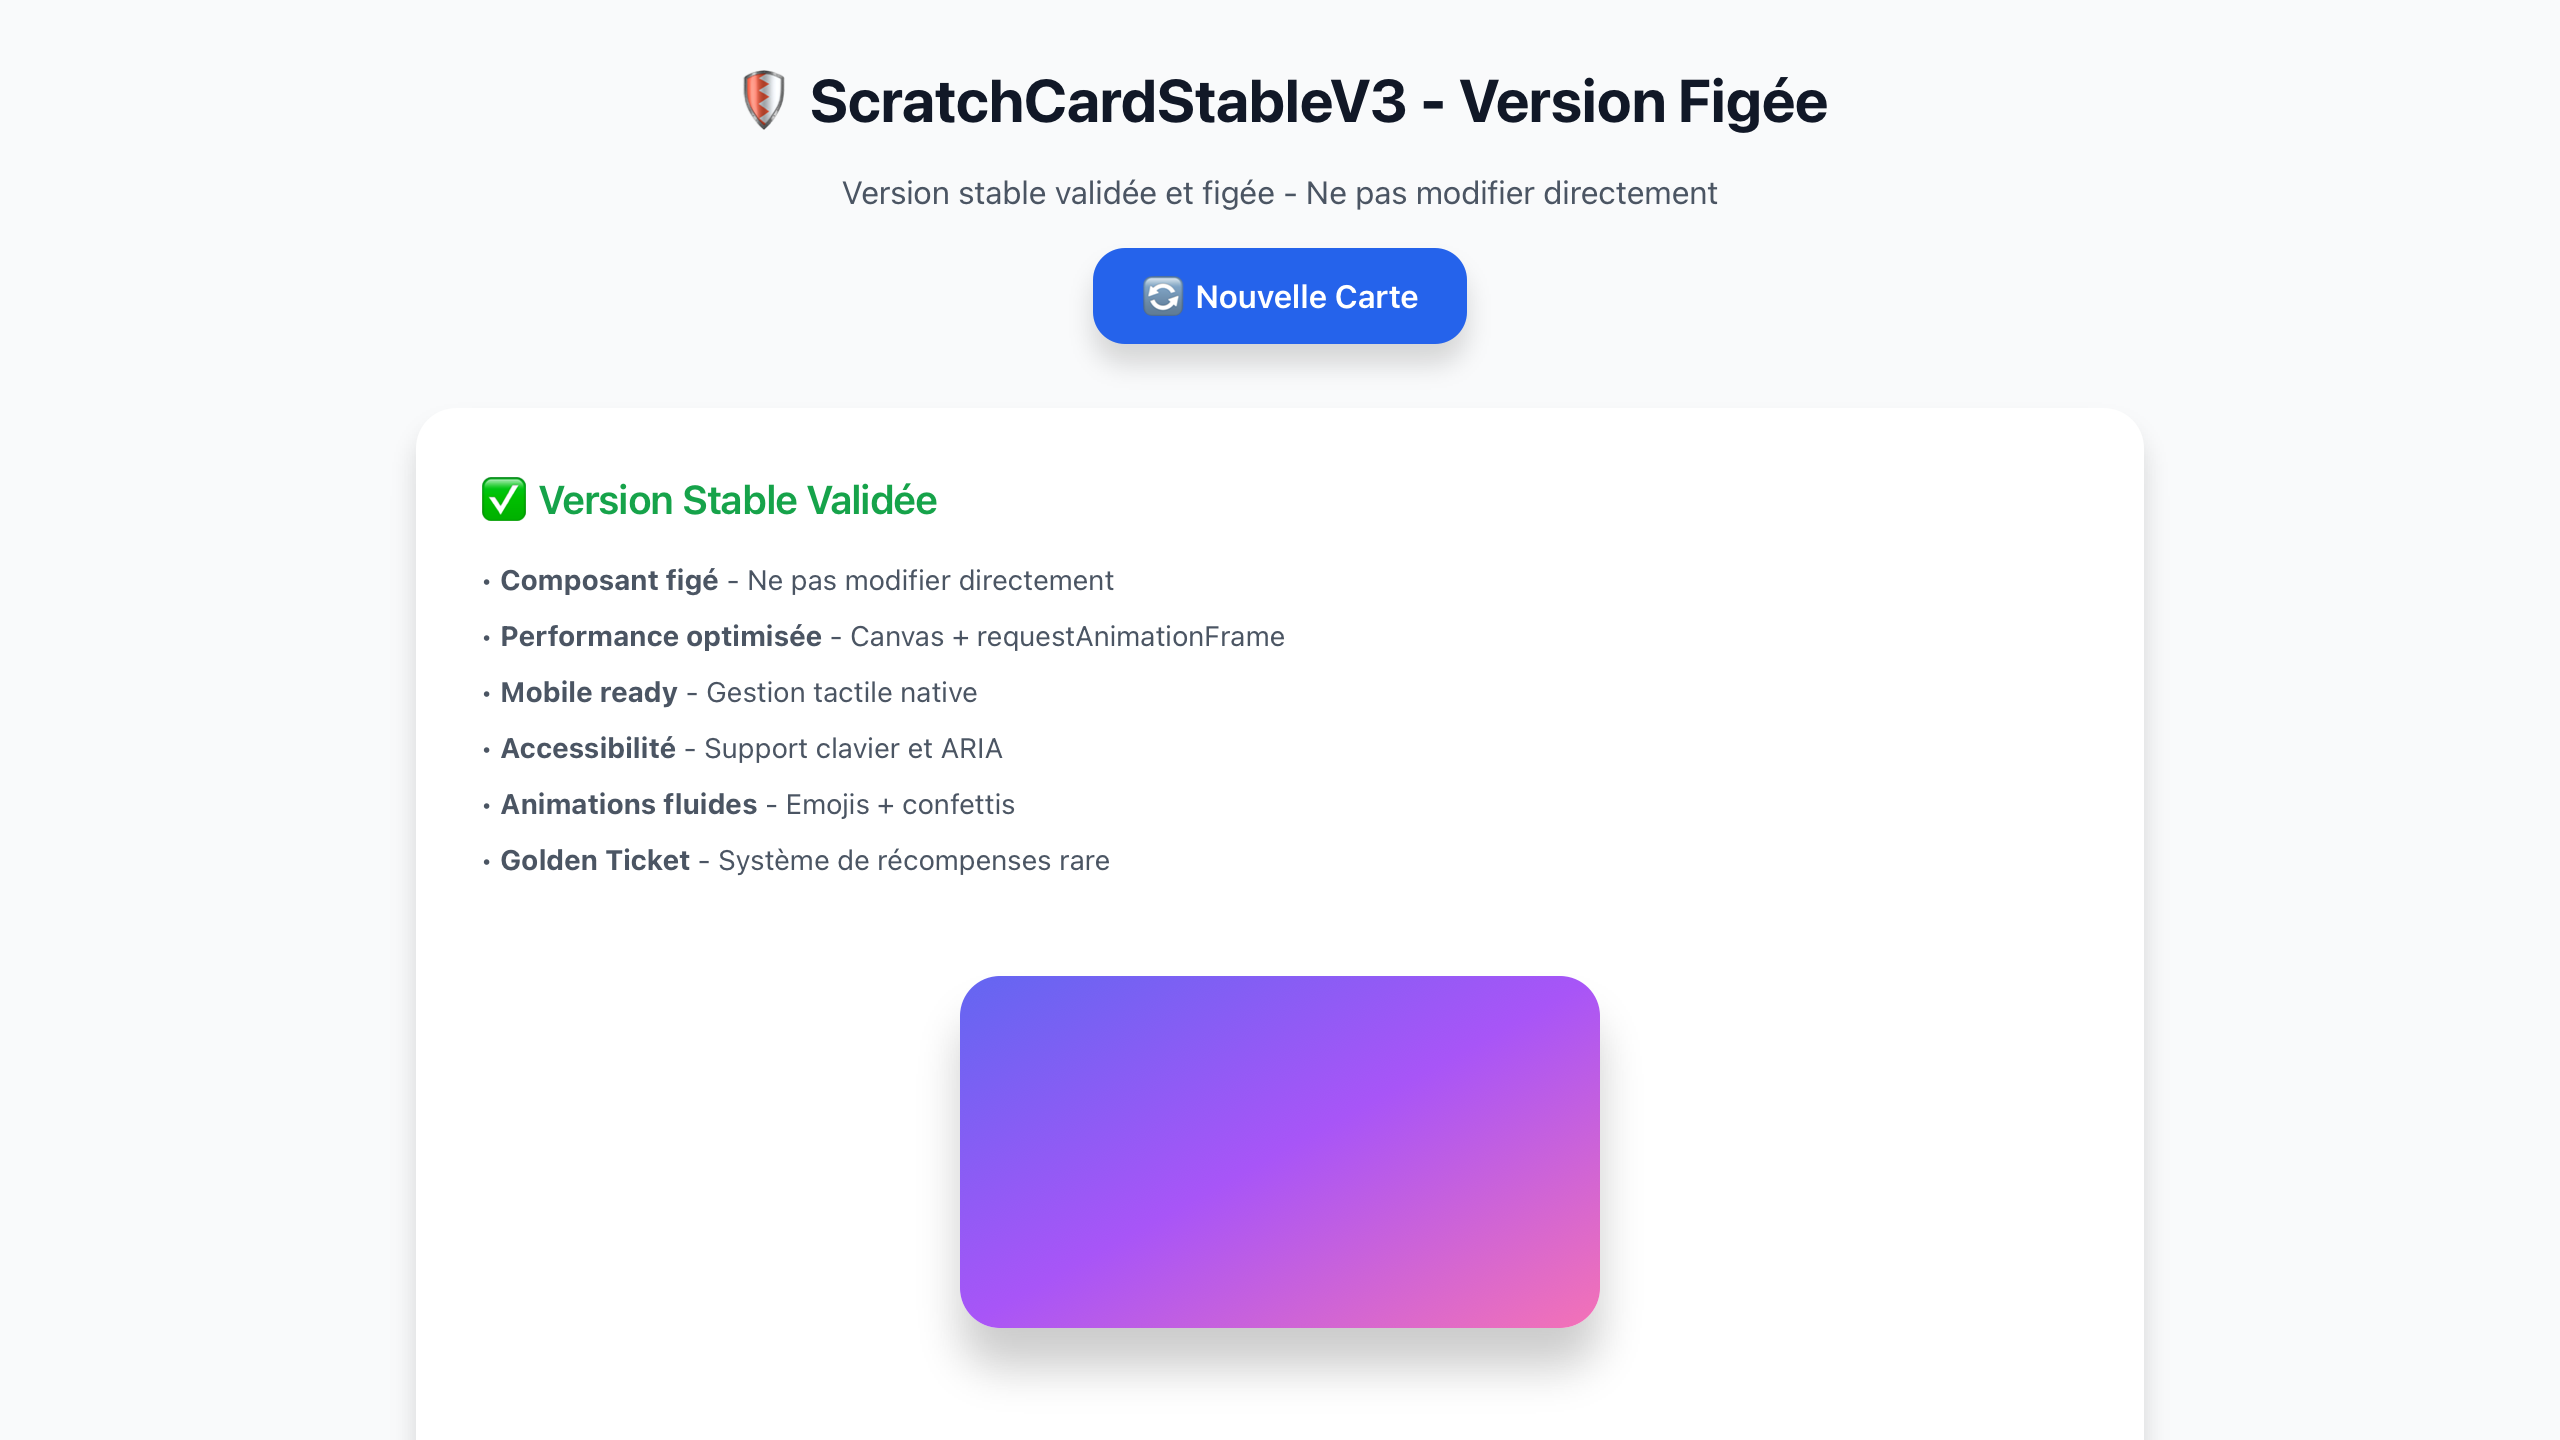 🛡️ ScratchCardStableV3 - Version Figée
Version stable validée et figée - Ne pas modifier directement
🔄 Nouvelle Carte
✅ Version Stable Validée
• Composant figé - Ne pas modifier directement
• Performance optimisée - Canvas + requestAnimationFrame
• Mobile ready - Gestion tactile native
• Accessibilité - Support clavier et ARIA
• Animations fluides - Emojis + confettis
• Golden Ticket - Système de récompenses rare